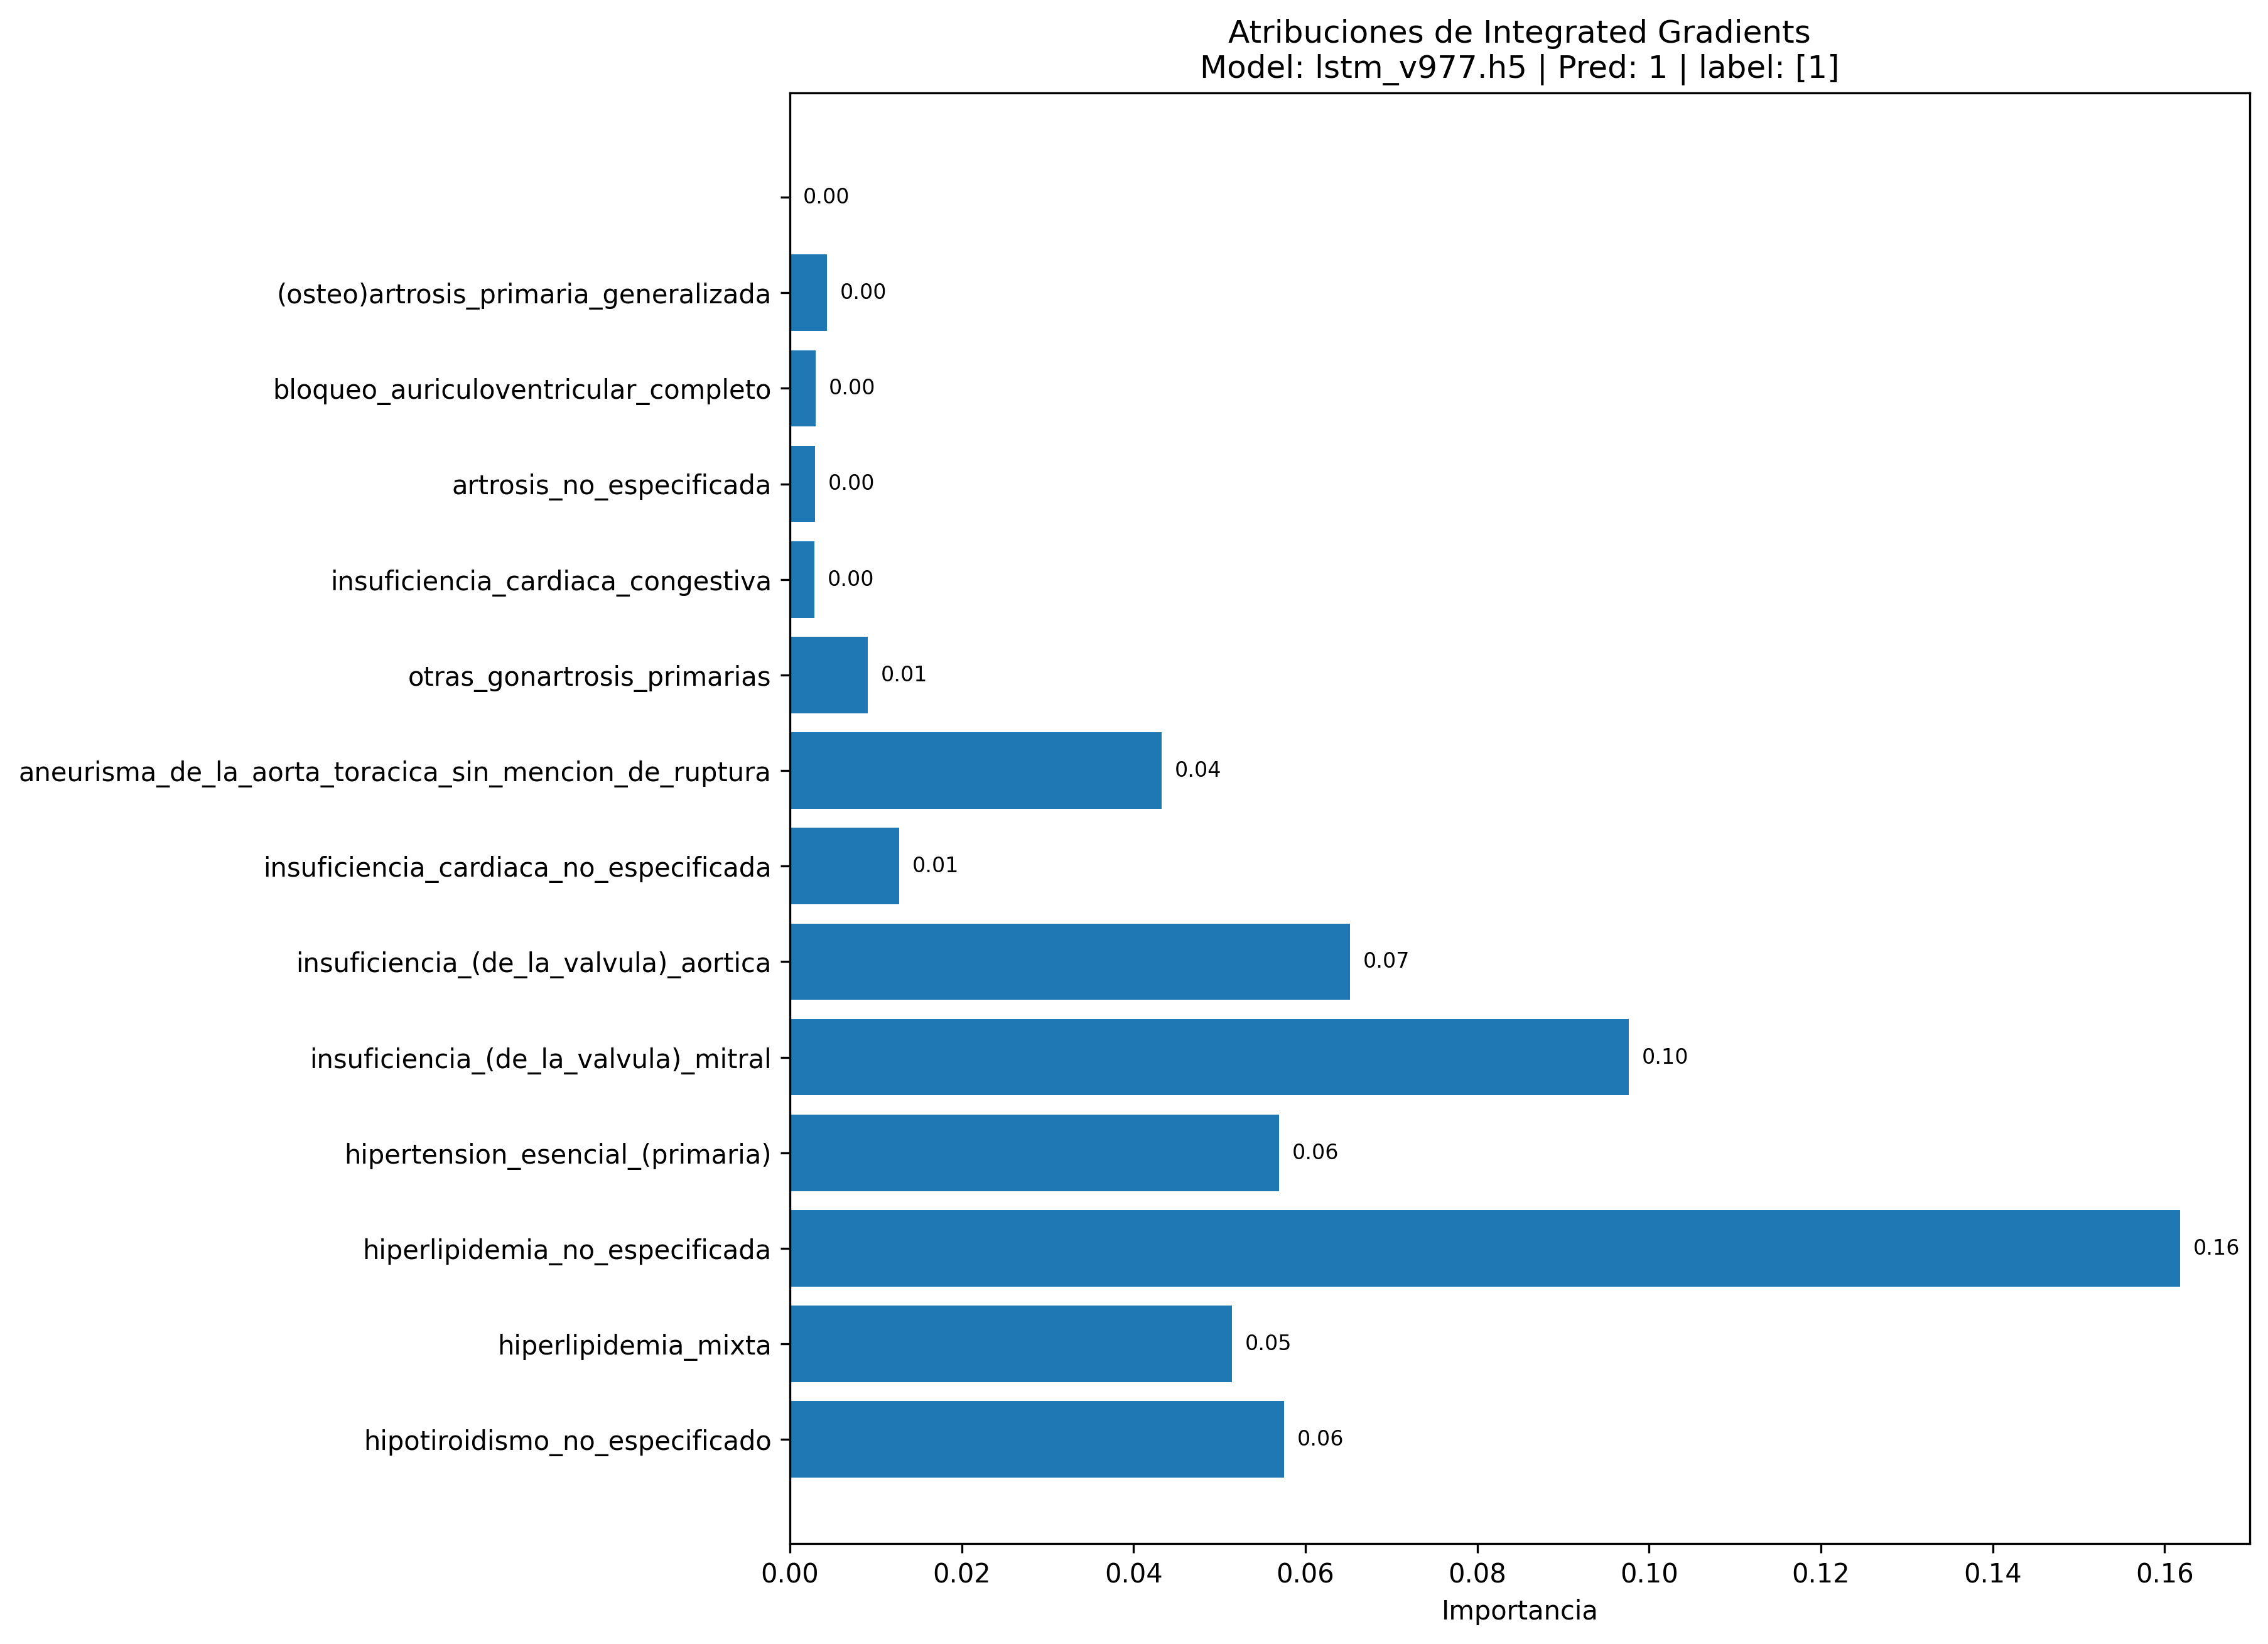 Atribuciones de Integrated Gradients
Model: lstm_v977.h5 | Pred: 1 | label: [1]
0.00
(osteo)artrosis_primaria_generalizada 0.00
bloqueo_auriculoventricular_completo 0.00
artrosis_no_especificada 0.00
insuficiencia_cardiaca_congestiva 0.00
otras_gonartrosis_primarias 0.01
aneurisma_de_la_aorta_toracica_sin_mencion_de_ruptura 0.04
insuficiencia_cardiaca_no_especificada 0.01
insuficiencia_(de_la_valvula)_aortica 0.07
insuficiencia_(de_la_valvula)_mitral 0.10
hipertension_esencial_(primaria) 0.06
hiperlipidemia_no_especificada 0.16
hiperlipidemia_mixta 0.05
hipotiroidismo_no_especificado 0.06
0.00 0.02 0.04 0.06 0.08 0.10 0.12 0.14 0.16
Importancia